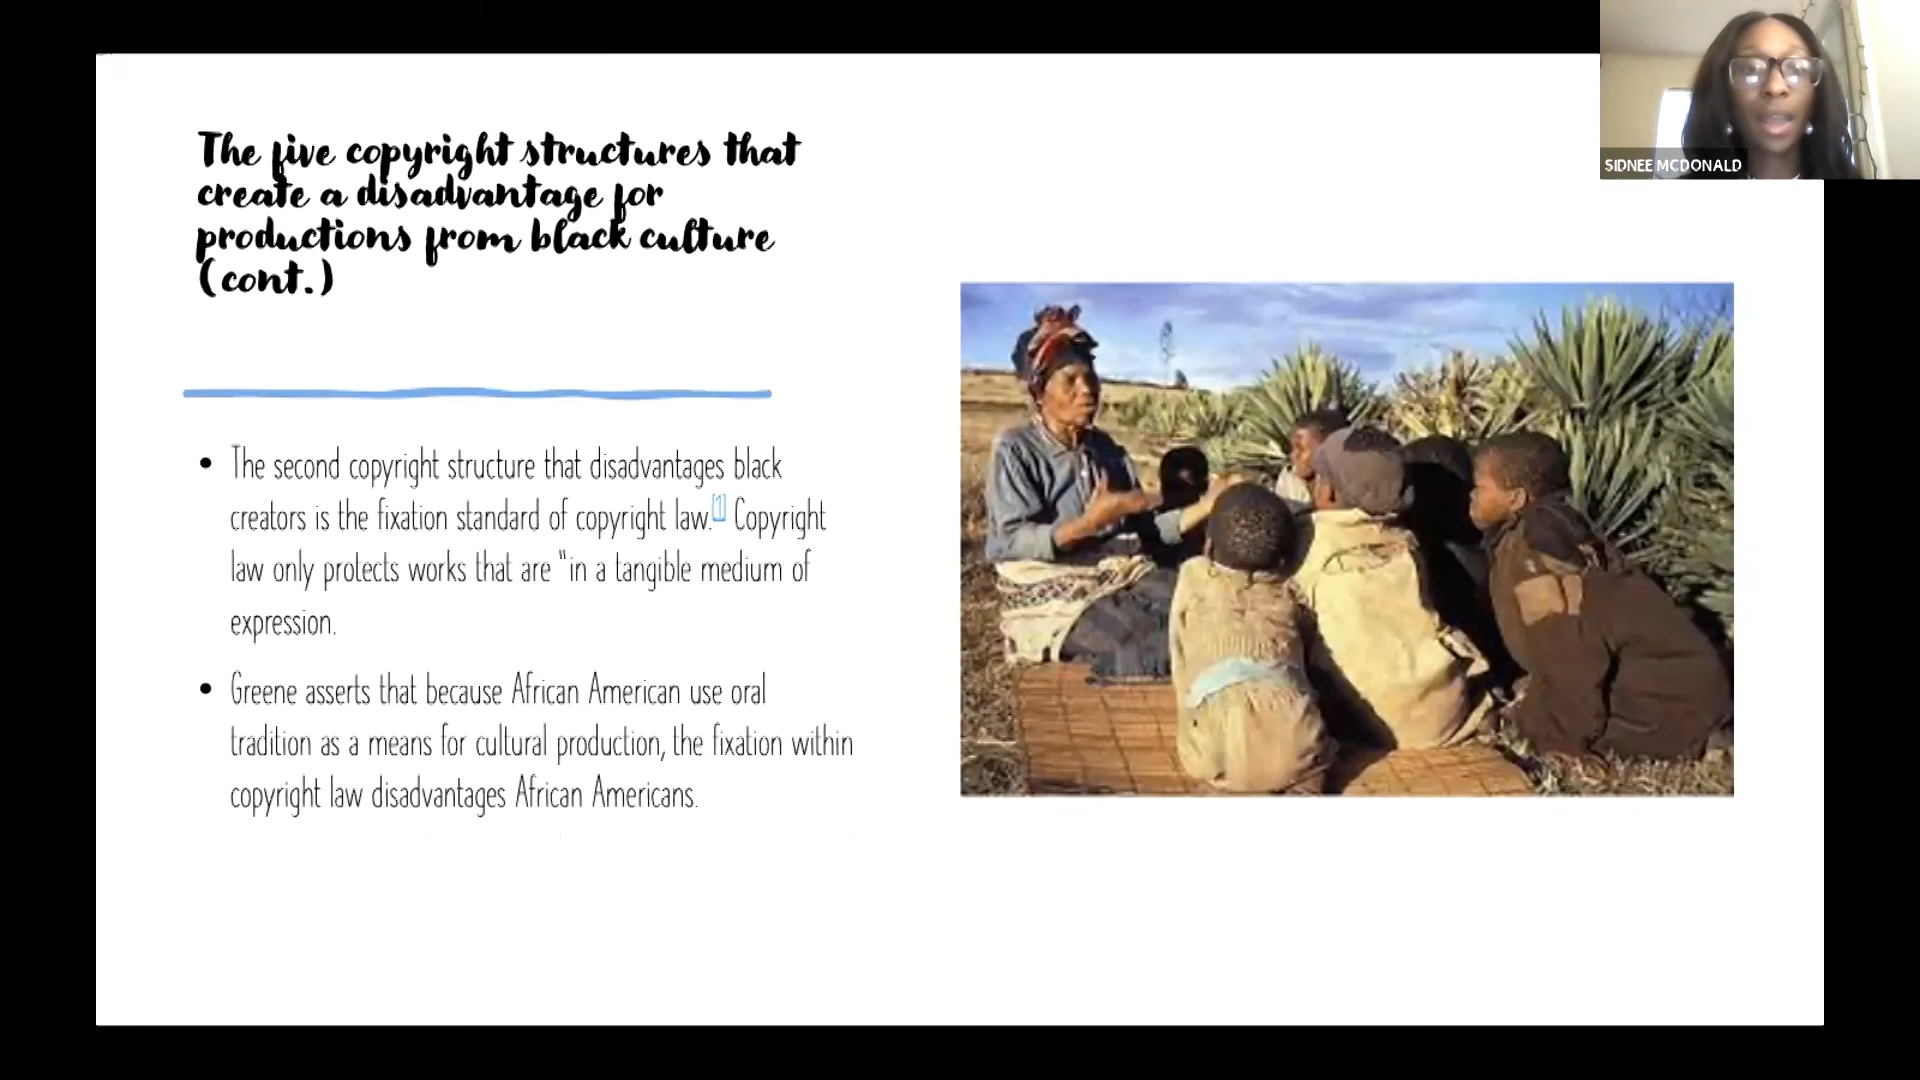 The five copyright structures that
create a disadvantage for
productions from black culture
(cont.)
• The second copyright structure that disadvantages black
creators is the fixation standard of copyright law.[1] Copyright
law only protects works that are "in a tangible medium of
expression.
• Greene asserts that because African American use oral
tradition as a means for cultural production, the fixation within
copyright law disadvantages African Americans.
SIDNEE MCDONALD